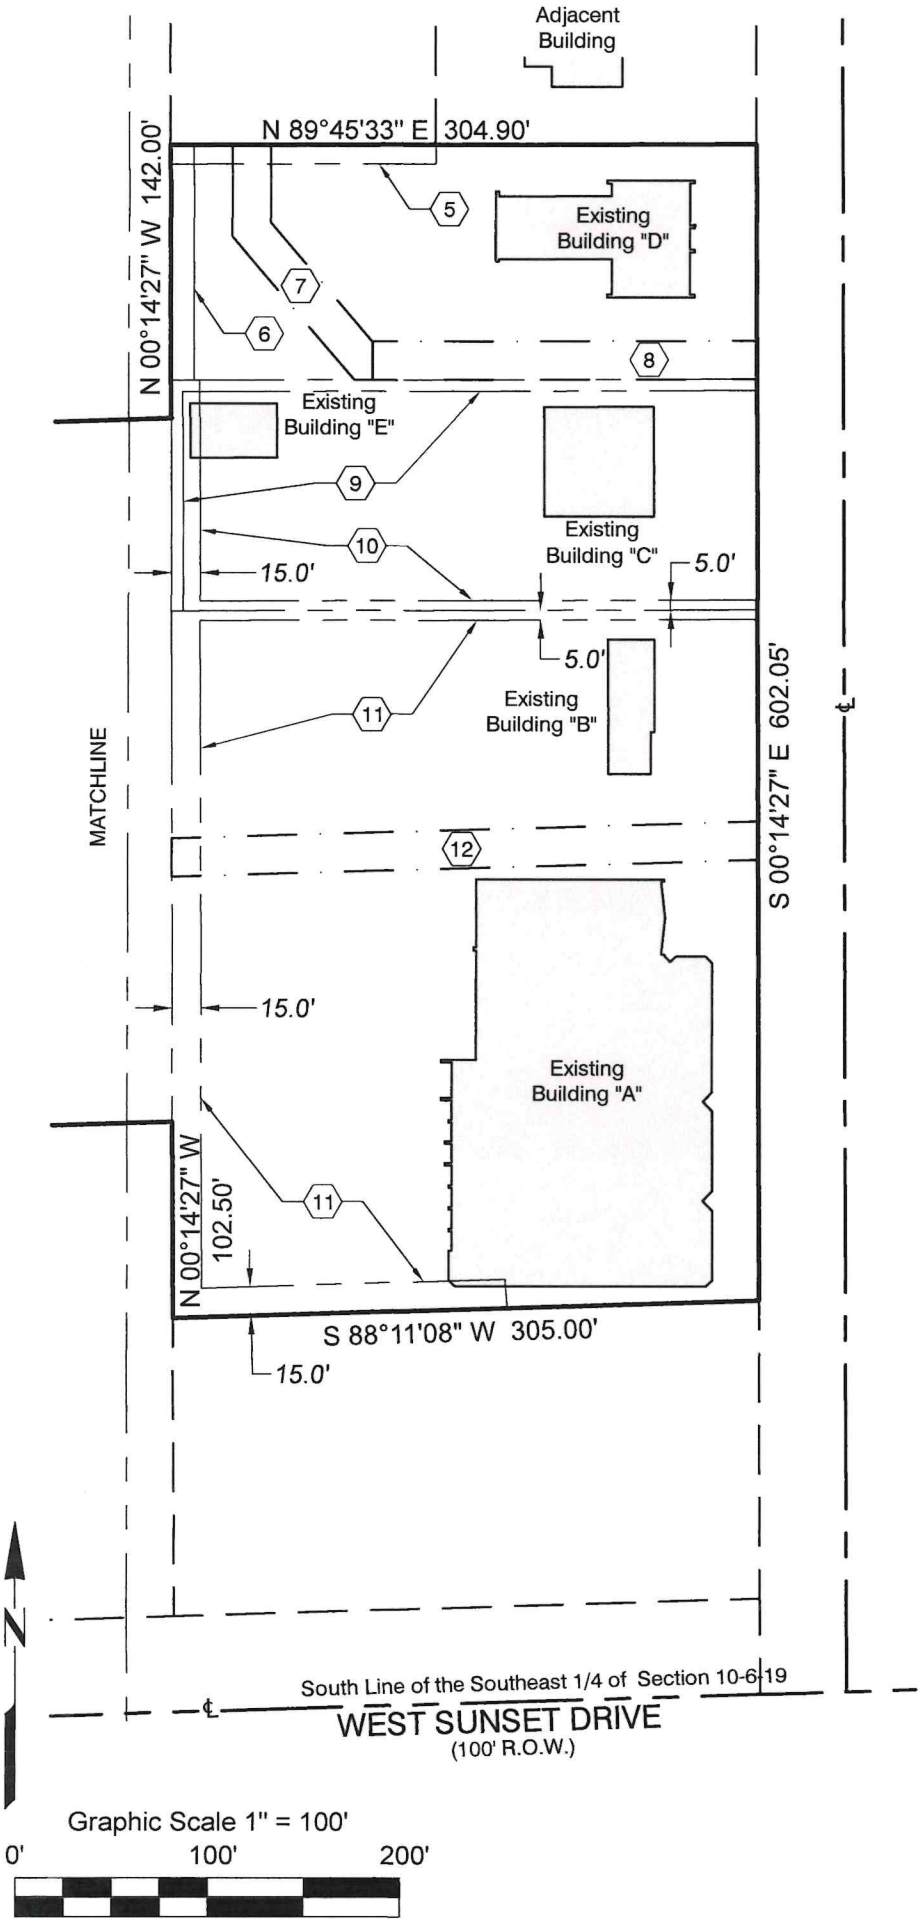 Adjacent
Building
N 89°45'33" E 304.90'
N 00°14'27" W 142.00'
5
Existing
Building "D"
7
6
8
Existing
Building "E"
9
Existing
Building "C"
10
15.0'
5.0'
5.0'
11
Existing
Building "B"
S 00°14'27" E 602.05'
MATCHLINE
12
15.0'
Existing
Building "A"
N 00°14'27" W
102.50'
11
S 88°11'08" W 305.00'
15.0'
N
South Line of the Southeast 1/4 of Section 10-6-19
WEST SUNSET DRIVE
(100' R.O.W.)
Graphic Scale 1" = 100'
0' 100' 200'